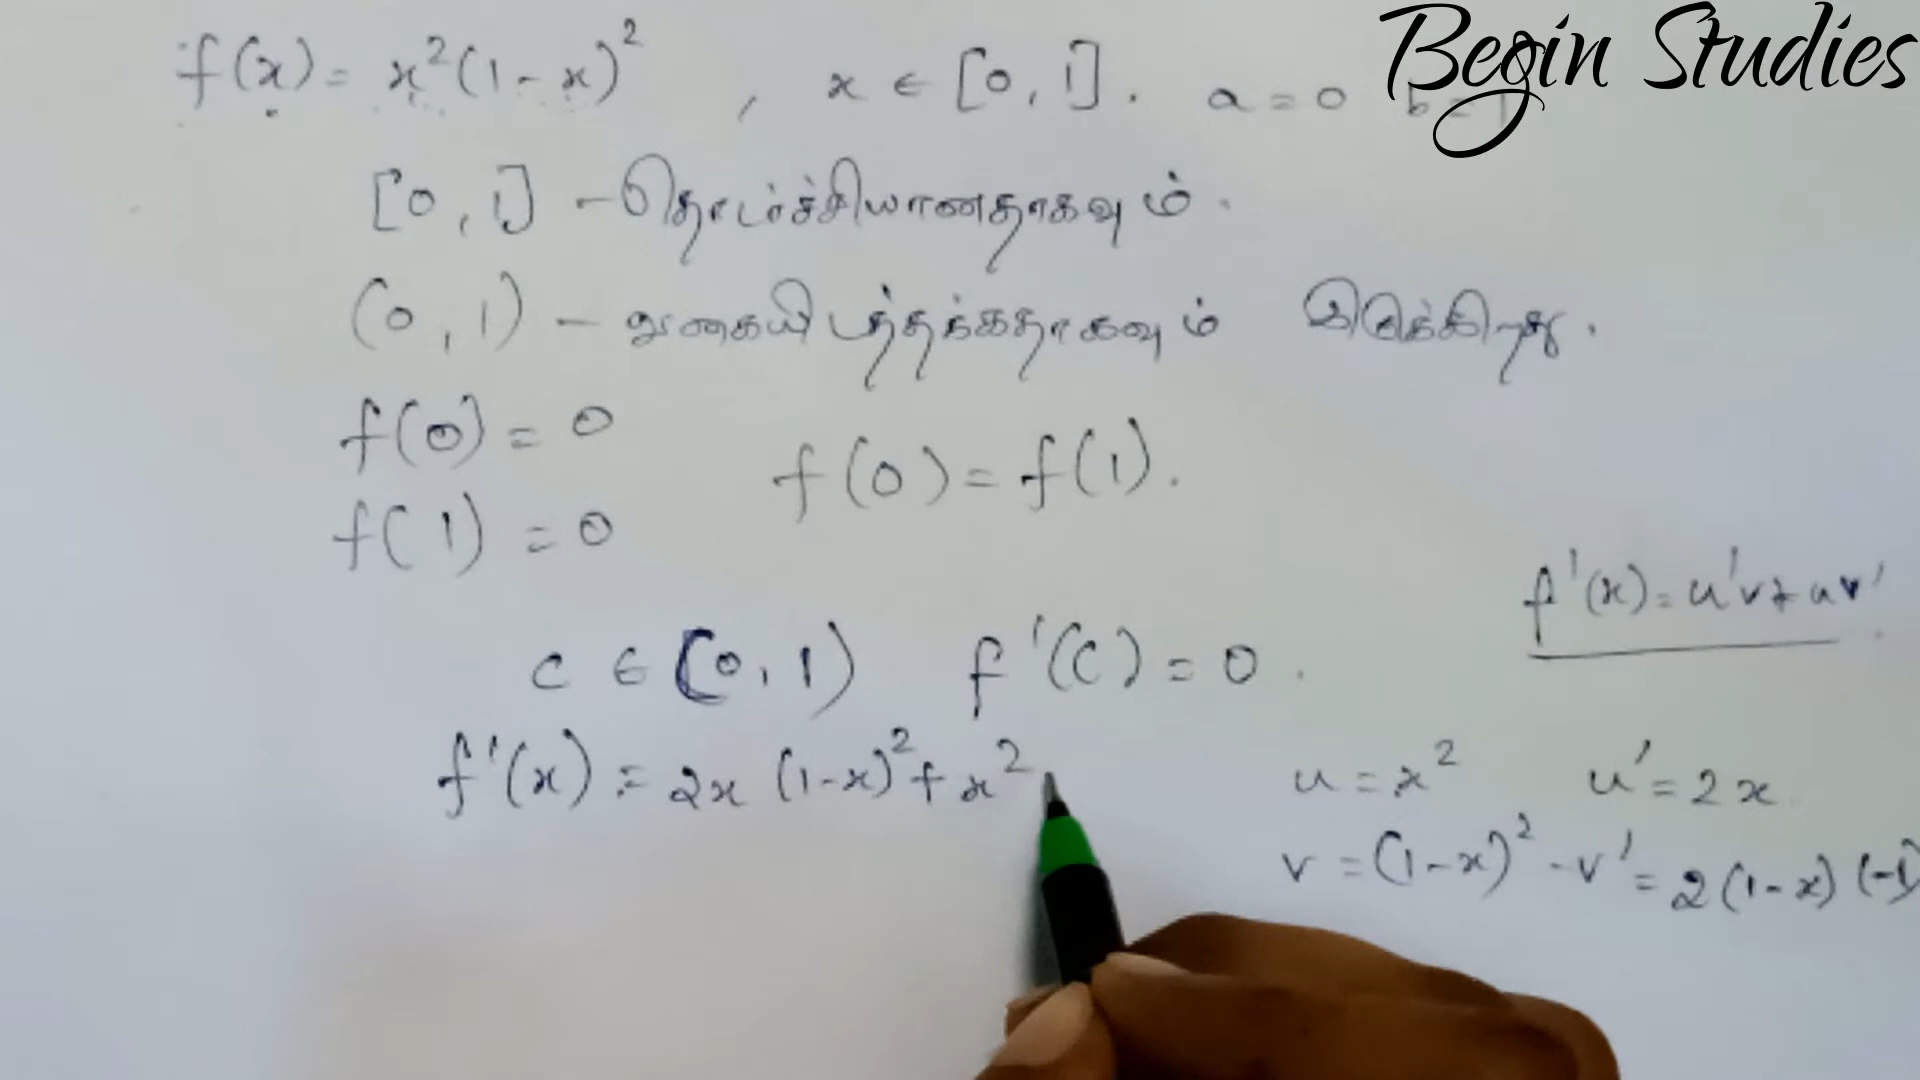 Begin Studies
f(x) = x²(1-x)² , x ∈ [0, 1]. a = 0 b = 1
[0, 1] - தொடர்ச்சியானதாகவும்.
(0, 1) - வகையிடத்தக்கதாகவும் இருக்கிறது.
f(0) = 0
f(0) = f(1).
f(1) = 0
f'(x) = u'v + uv'
c ∈ (0, 1) f'(c) = 0.
f'(x) = 2x (1-x)² + x²
u = x² u' = 2x
v = (1-x)² - v' = 2(1-x)(-1)